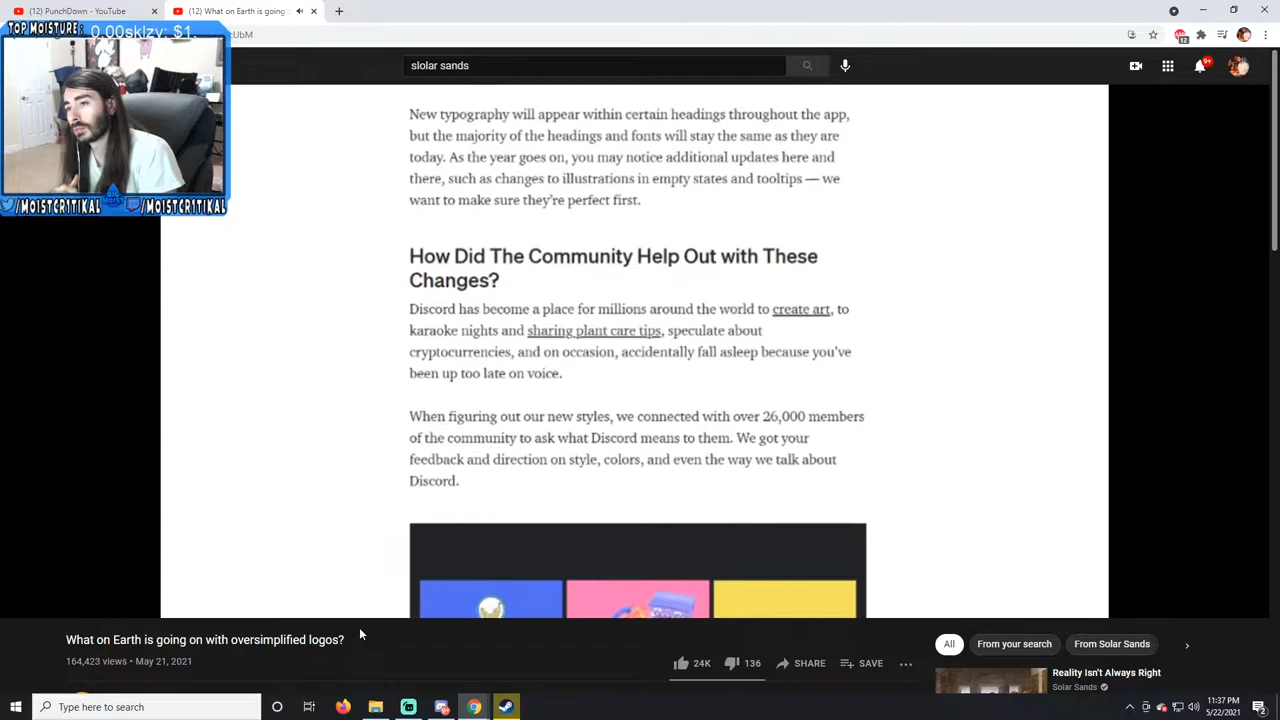 (12) PunchDown - YouTube
(12) What on Earth is going
TOP MOISTURE:
0.00sklzy: $1.
cUbM
slolar sands
9+
12
/MOISTCR1TIKAL
/MOISTCR1TIKAL
New typography will appear within certain headings throughout the app,
but the majority of the headings and fonts will stay the same as they are
today. As the year goes on, you may notice additional updates here and
there, such as changes to illustrations in empty states and tooltips — we
want to make sure they're perfect first.
How Did The Community Help Out with These
Changes?
Discord has become a place for millions around the world to create art, to
karaoke nights and sharing plant care tips, speculate about
cryptocurrencies, and on occasion, accidentally fall asleep because you've
been up too late on voice.
When figuring out our new styles, we connected with over 26,000 members
of the community to ask what Discord means to them. We got your
feedback and direction on style, colors, and even the way we talk about
Discord.
What on Earth is going on with oversimplified logos?
164,423 views • May 21, 2021
24K
136
SHARE
SAVE
All
From your search
From Solar Sands
Reality Isn't Always Right
Solar Sands
Type here to search
11:37 PM
5/22/2021
2